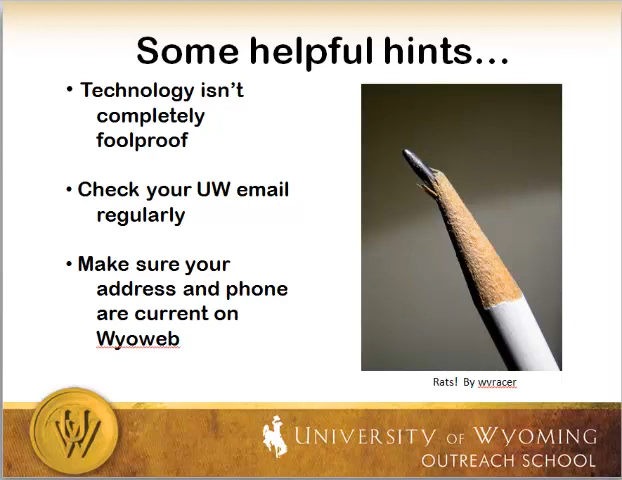 Some helpful hints...
• Technology isn't
completely
foolproof
• Check your UW email
regularly
• Make sure your
address and phone
are current on
Wyoweb
Rats! By wvracer
UW
UNIVERSITY OF WYOMING
OUTREACH SCHOOL